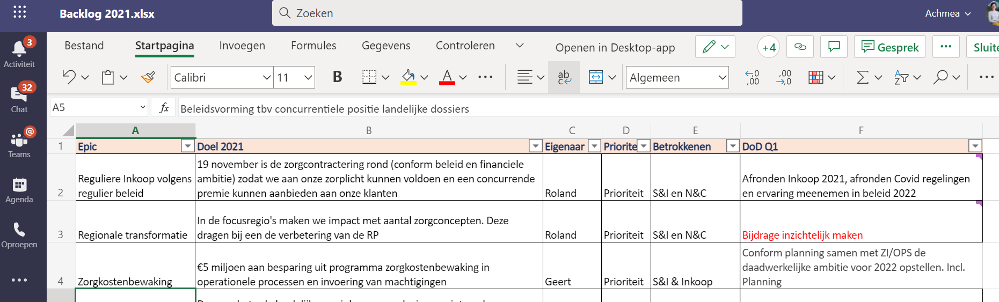 Backlog 2021.xlsx
Zoeken
Achmea
3
Activiteit
32
Chat
@
Teams
Agenda
Oproepen
Bestand Startpagina Invoegen Formules Gegevens Controleren Openen in Desktop-app +4 Gesprek
Calibri 11 B A ab c Algemeen
A5 fx Beleidsvorming tbv concurrentiele positie landelijke dossiers
A B C D E F
1 Epic Doel 2021 Eigenaar Priorite Betrokkenen DoD Q1
2
Reguliere Inkoop volgens
regulier beleid
19 november is de zorgcontractering rond (conform beleid en financiele
ambitie) zodat we aan onze zorplicht kunnen voldoen en een concurrende
premie kunnen aanbieden aan onze klanten
Roland
Prioriteit
S&I en N&C
Afronden Inkoop 2021, afronden Covid regelingen
en ervaring meenemen in beleid 2022
3
Regionale transformatie
In de focusregio's maken we impact met aantal zorgconcepten. Deze
dragen bij een de verbetering van de RP
Roland
Prioriteit
S&I en N&C
Bijdrage inzichtelijk maken
4
Zorgkostenbewaking
€5 miljoen aan besparing uit programma zorgkostenbewaking in
operationele processen en invoering van machtigingen
Geert
Prioriteit
S&I & Inkoop
Conform planning samen met ZI/OPS de
daadwerkelijke ambitie voor 2022 opstellen. Incl.
Planning